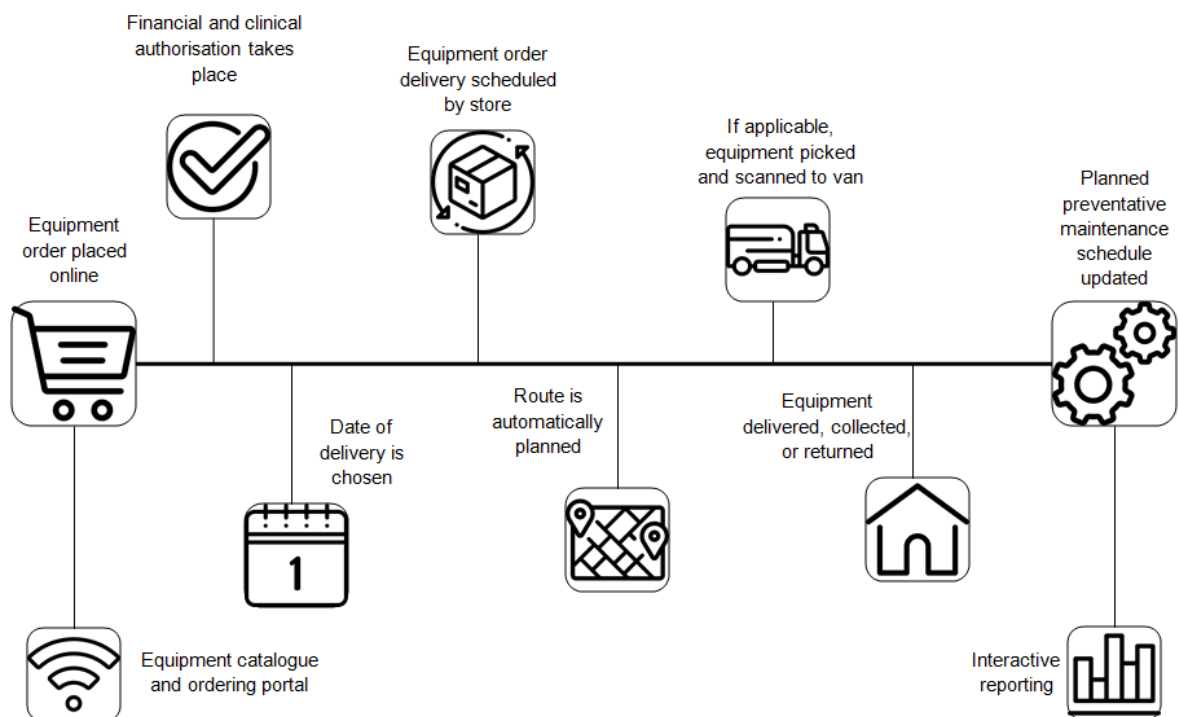 Financial and clinical
authorisation takes
place
Equipment order
delivery scheduled
by store
If applicable,
equipment picked
and scanned to van
Planned
preventative
maintenance
schedule
updated
Equipment
order placed
online
Date of
delivery is
chosen
1
Route is
automatically
planned
Equipment
delivered, collected,
or returned
Equipment catalogue
and ordering portal
Interactive
reporting